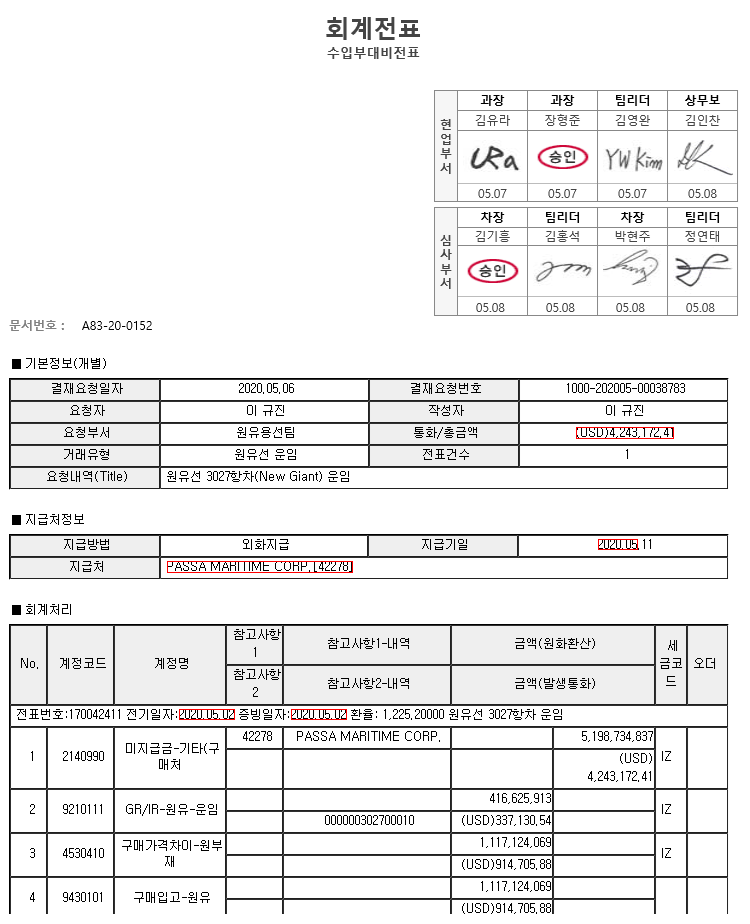 회계전표
수입부대비전표
현업부서
과장 과장 팀리더 상무보
김유라 장형준 김영완 김인찬
URa 승인 YW Kim
05.07 05.07 05.07 05.08
심사부서
차장 팀리더 차장 팀리더
김기흥 김홍석 박현주 정연태
승인
05.08 05.08 05.08 05.08
문서번호 : A83-20-0152
■ 기본정보(개별)
결재요청일자 2020.05.06 결재요청번호 1000-202005-00038783
요청자 이 규진 작성자 이 규진
요청부서 원유용선팀 통화/총금액 (USD)4,243,172.41
거래유형 원유선 운임 전표건수 1
요청내역(Title) 원유선 3027항차(New Giant) 운임
■ 지급처정보
지급방법 외화지급 지급기일 2020.05.11
지급처 PASSA MARITIME CORP. [42278]
■ 회계처리
No. 계정코드 계정명 참고사항1 참고사항1-내역 금액(원화환산) 세금코드 오더
참고사항2 참고사항2-내역 금액(발생통화)
전표번호:170042411 전기일자:2020.05.02 증빙일자:2020.05.02 환율: 1,225.20000 원유선 3027항차 운임
1 2140990 미지급금-기타(구매처 42278 PASSA MARITIME CORP. 5,198,734,837 IZ
(USD)
4,243,172.41
2 9210111 GR/IR-원유-운임 416,625,913 IZ
000000302700010 (USD)337,130.54
3 4530410 구매가격차이-원부재 1,117,124,069 IZ
(USD)914,705.88
4 9430101 구매입고-원유 1,117,124,069
(USD)914,705.88